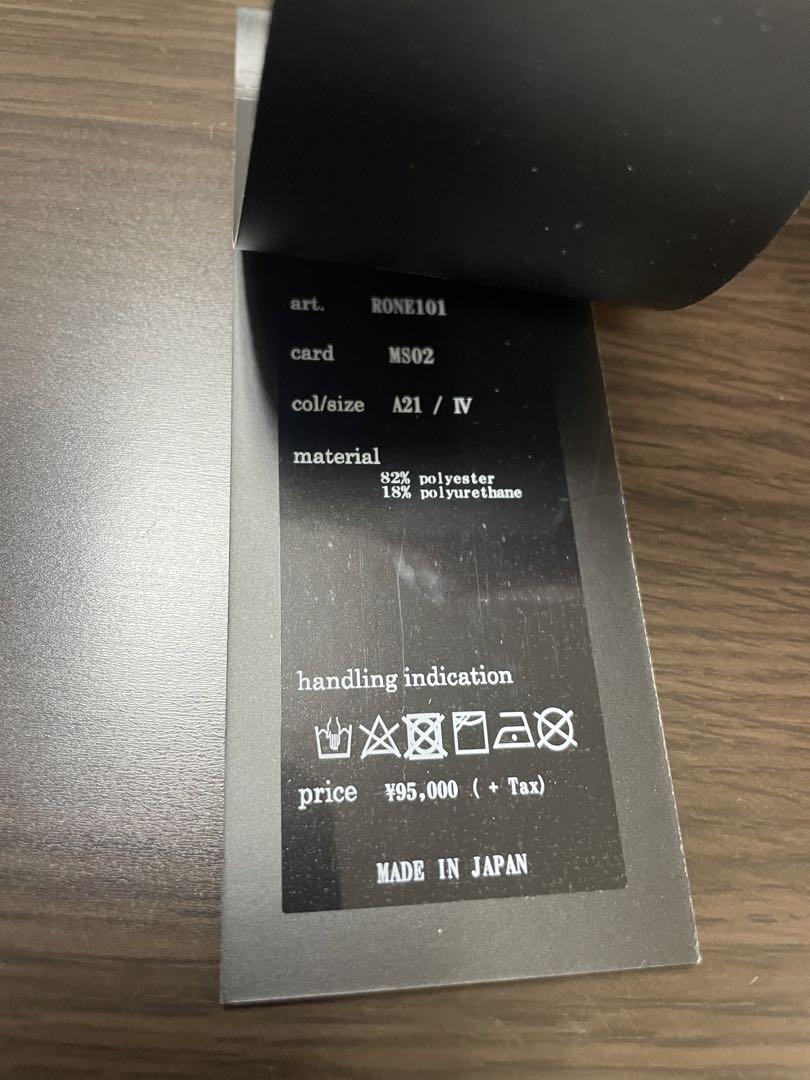 art. RONE101
card MS02
col/size A21 / Ⅳ
material
82% polyester
18% polyurethane
handling indication
price ¥95,000 ( + Tax)
MADE IN JAPAN